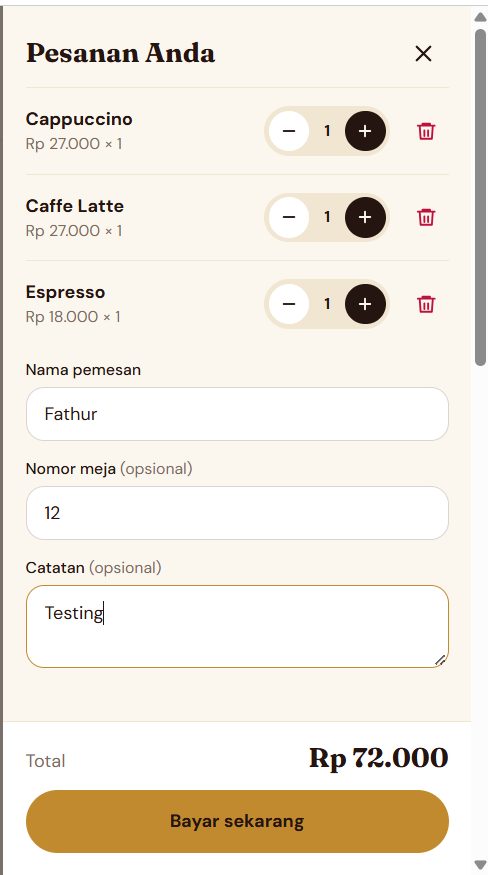 Pesanan Anda
Cappuccino
Rp 27.000 × 1
1
Caffe Latte
Rp 27.000 × 1
1
Espresso
Rp 18.000 × 1
1
Nama pemesan
Fathur
Nomor meja (opsional)
12
Catatan (opsional)
Testing
Total
Rp 72.000
Bayar sekarang